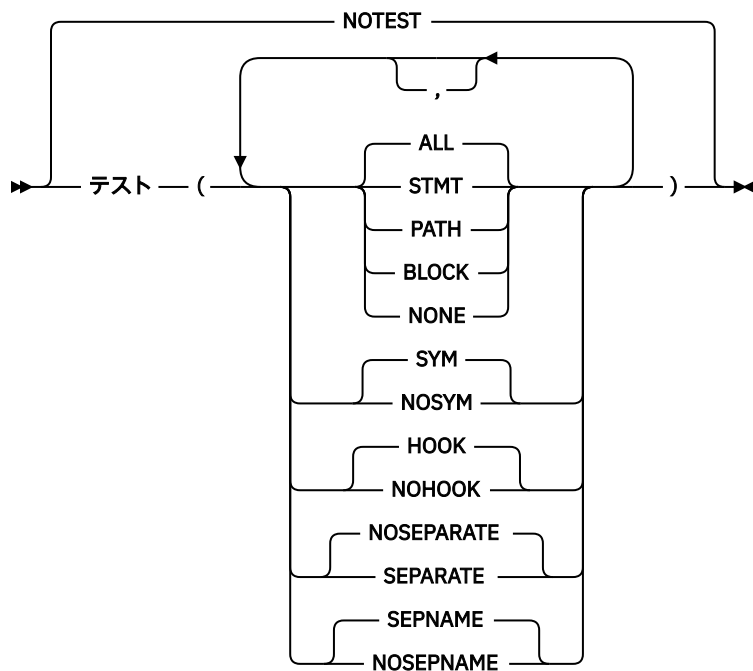 NOTEST
,
ALL
テスト ( STMT )
PATH
BLOCK
NONE
SYM
NOSYM
HOOK
NOHOOK
NOSEPARATE
SEPARATE
SEPNAME
NOSEPNAME